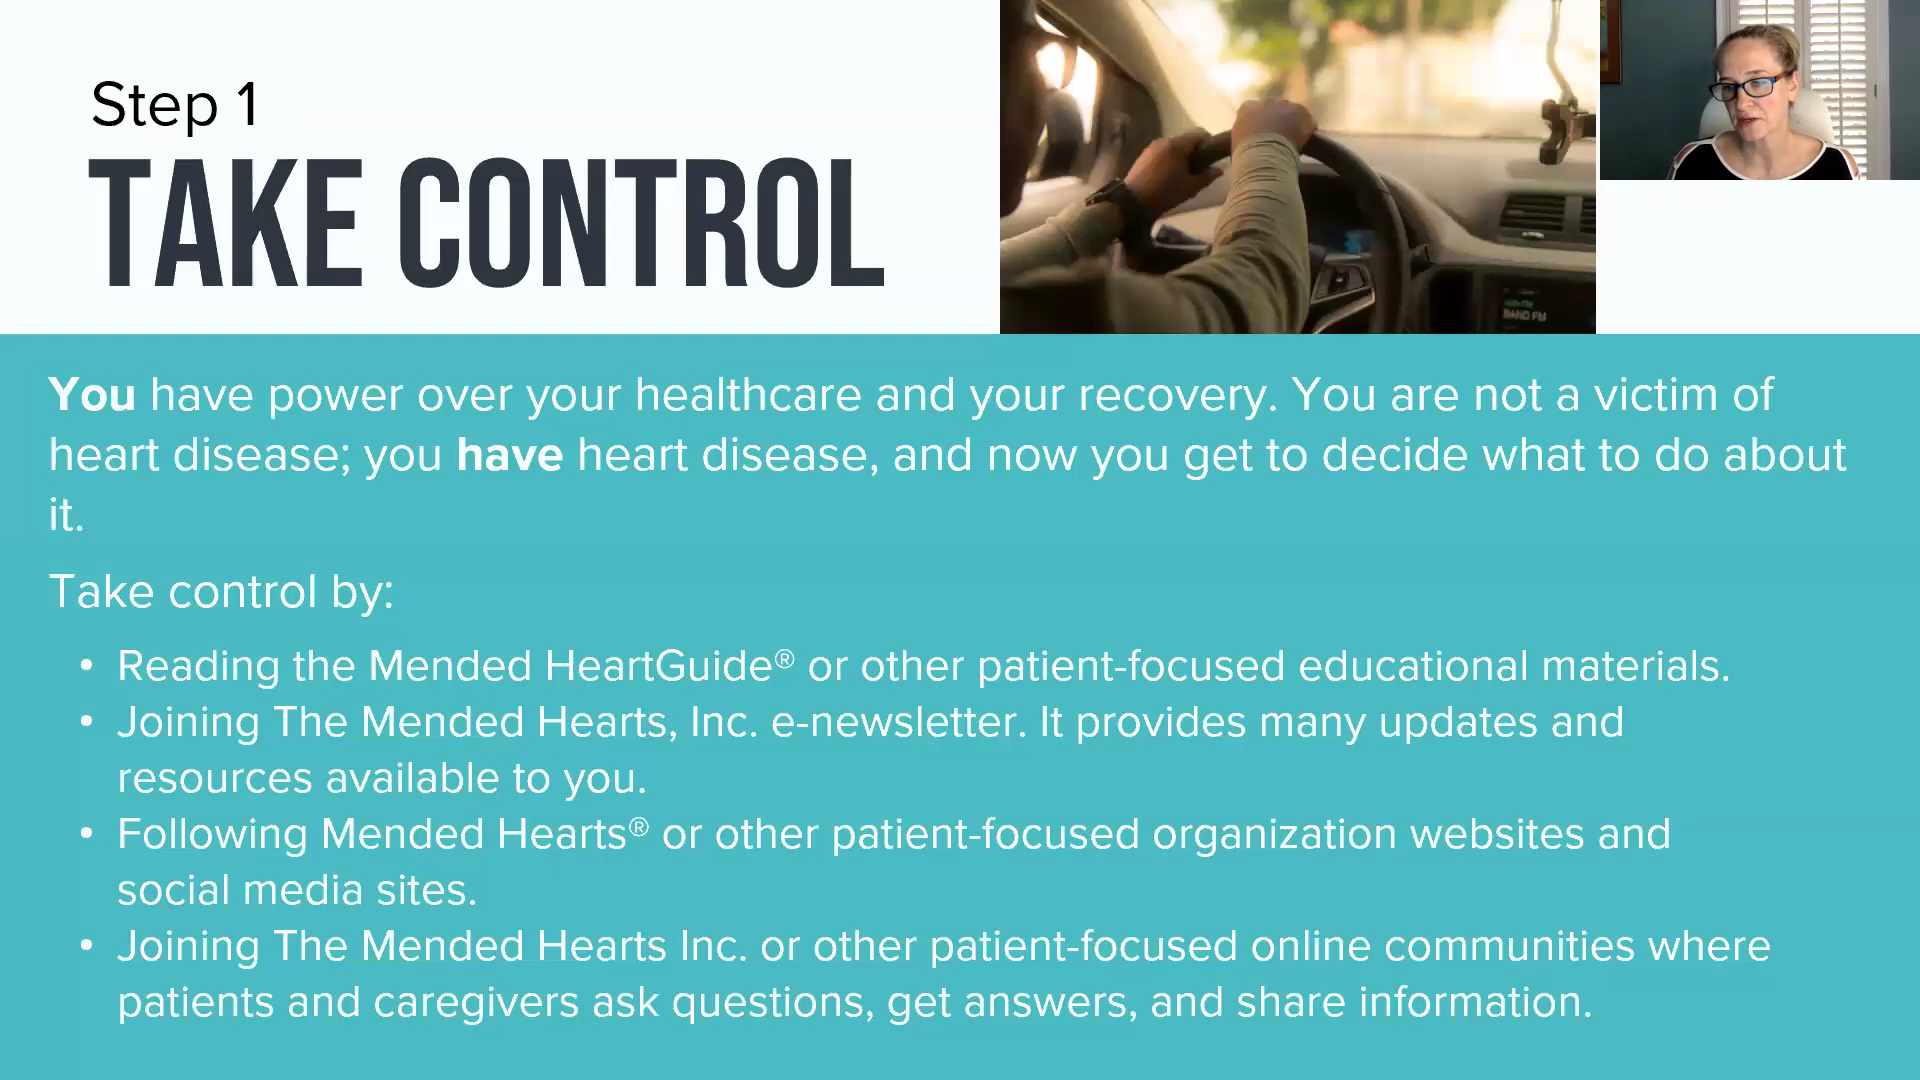 Step 1
TAKE CONTROL
BAND FM
You have power over your healthcare and your recovery. You are not a victim of
heart disease; you have heart disease, and now you get to decide what to do about
it.
Take control by:
• Reading the Mended HeartGuide® or other patient-focused educational materials.
• Joining The Mended Hearts, Inc. e-newsletter. It provides many updates and
resources available to you.
• Following Mended Hearts® or other patient-focused organization websites and
social media sites.
• Joining The Mended Hearts Inc. or other patient-focused online communities where
patients and caregivers ask questions, get answers, and share information.